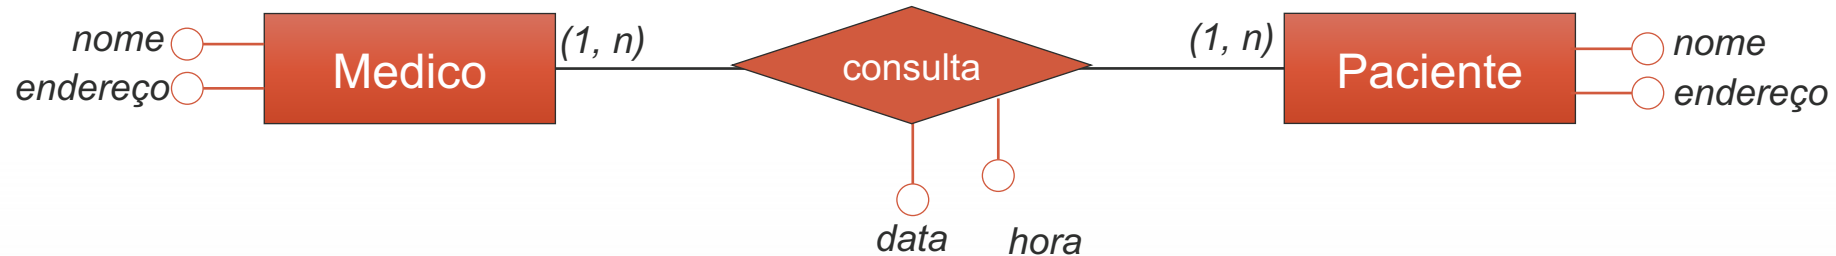 nome
endereço
Medico
(1, n)
consulta
data
hora
(1, n)
Paciente
nome
endereço